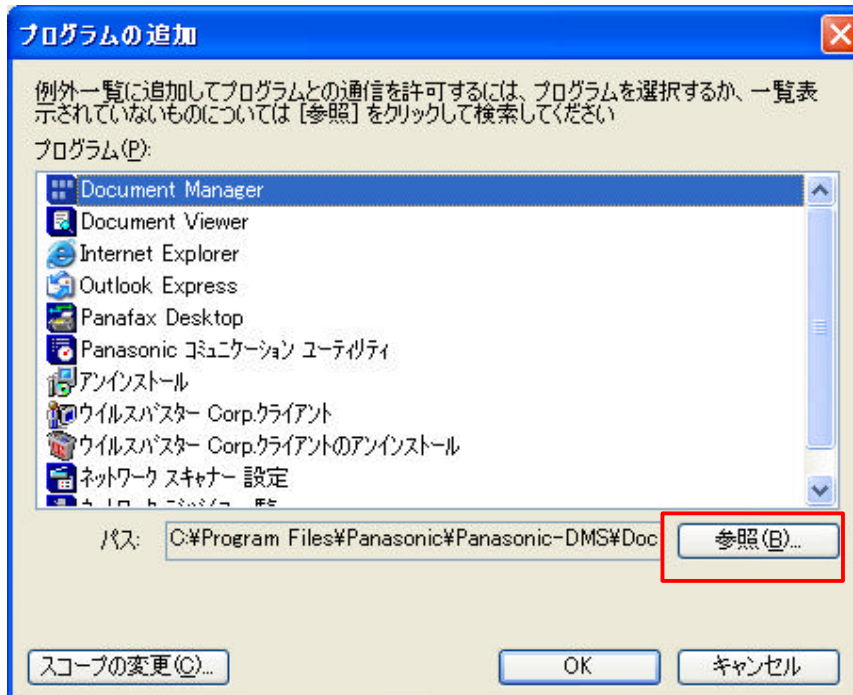 プログラムの追加
例外一覧に追加してプログラムとの通信を許可するには、プログラムを選択するか、一覧表
示されていないものについては [参照] をクリックして検索してください
プログラム(P):
Document Manager
Document Viewer
Internet Explorer
Outlook Express
Panafax Desktop
Panasonic コミュニケーション ユーティリティ
アンインストール
ウイルスバスター Corp.クライアント
ウイルスバスター Corp.クライアントのアンインストール
ネットワーク スキャナー 設定
パス: C:¥Program Files¥Panasonic¥Panasonic-DMS¥Doc 参照(B)...
スコープの変更(C)... OK キャンセル